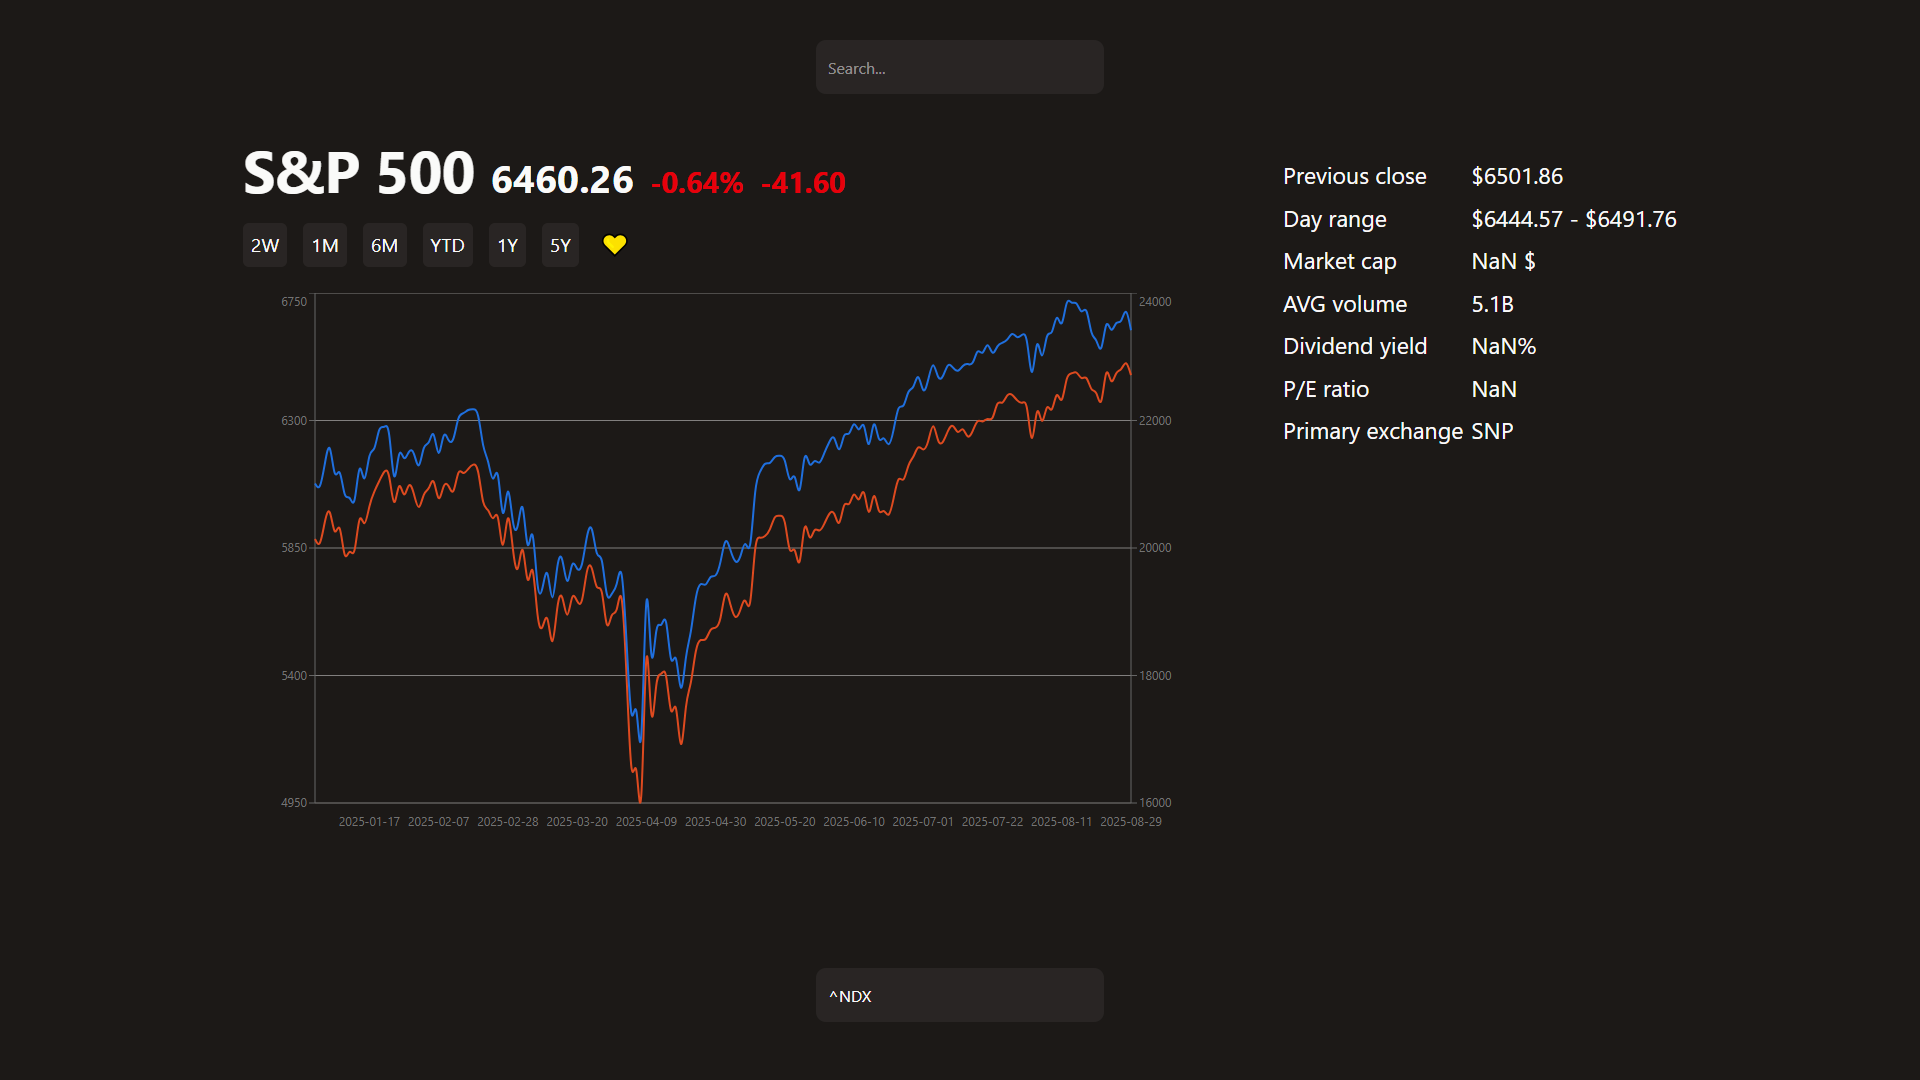 Search...
S&P 500 6460.26 -0.64% -41.60
2W 1M 6M YTD 1Y 5Y
Previous close $6501.86
Day range $6444.57 - $6491.76
Market cap NaN $
AVG volume 5.1B
Dividend yield NaN%
P/E ratio NaN
Primary exchange SNP
6750 24000
6300 22000
5850 20000
5400 18000
4950 16000
2025-01-17 2025-02-07 2025-02-28 2025-03-20 2025-04-09 2025-04-30 2025-05-20 2025-06-10 2025-07-01 2025-07-22 2025-08-11 2025-08-29
^NDX